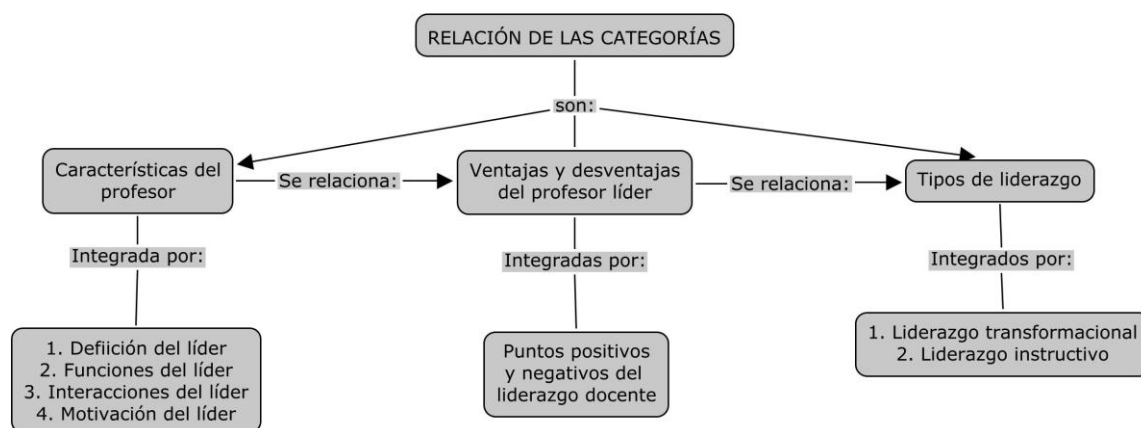 RELACIÓN DE LAS CATEGORÍAS
son:
Características del
profesor
Se relaciona:
Ventajas y desventajas
del profesor líder
Se relaciona:
Tipos de liderazgo
Integrada por:
Integradas por:
Integrados por:
1. Defiición del líder
2. Funciones del líder
3. Interacciones del líder
4. Motivación del líder
Puntos positivos
y negativos del
liderazgo docente
1. Liderazgo transformacional
2. Liderazgo instructivo